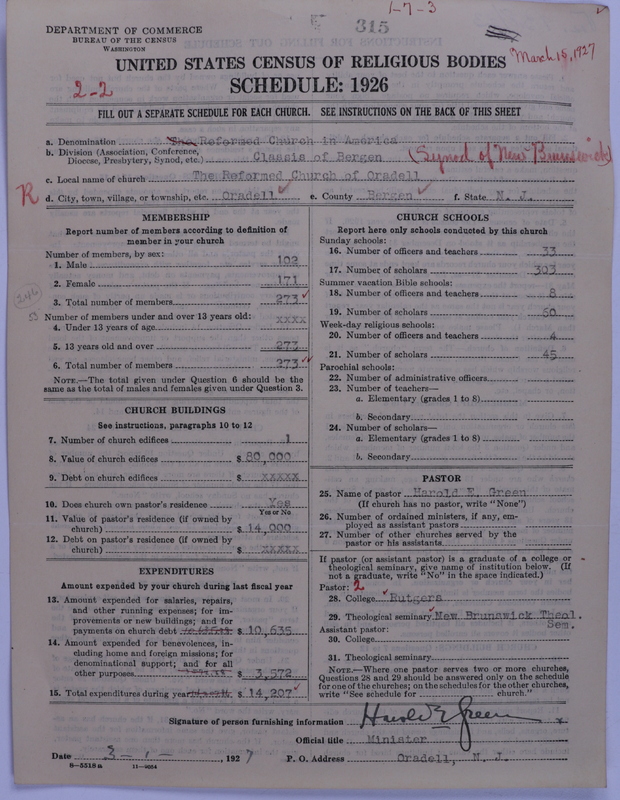 1-7-3
315
DEPARTMENT OF COMMERCE
BUREAU OF THE CENSUS
WASHINGTON
March 15, 1927
UNITED STATES CENSUS OF RELIGIOUS BODIES
2-2
SCHEDULE: 1926
FILL OUT A SEPARATE SCHEDULE FOR EACH CHURCH. SEE INSTRUCTIONS ON THE BACK OF THIS SHEET
a. Denomination The Reformed Church in America
b. Division (Association, Conference, Diocese, Presbytery, Synod, etc.) Classis of Bergen (Synod of New Brunswick)
c. Local name of church The Reformed Church of Oradell
R d. City, town, village, or township, etc. Oradell e. County Bergen f. State N. J.
MEMBERSHIP
Report number of members according to definition of
member in your church
Number of members, by sex:
1. Male 102
2. Female 171
3. Total number of members 273
Number of members under and over 13 years old:
4. Under 13 years of age xxxx
53
5. 13 years old and over 273
6. Total number of members 273
NOTE.—The total given under Question 6 should be
same as the total of males and females given under Question 3.
CHURCH BUILDINGS
See instructions, paragraphs 10 to 12
7. Number of church edifices 1
8. Value of church edifices $ 80,000
9. Debt on church edifices $ xxxxx
10. Does church own pastor's residence Yes
Yes or No
11. Value of pastor's residence (if owned by
church) $ 14,000
12. Debt on pastor's residence (if owned by
church) $ xxxxx
EXPENDITURES
Amount expended by your church during last fiscal year
13. Amount expended for salaries, repairs,
and other running expenses; for im-
provements or new buildings; and for
payments on church debt $ 10,635
14. Amount expended for benevolences, in-
cluding home and foreign missions; for
denominational support; and for all
other purposes $ 3,572
15. Total expenditures during year $ 14,207
CHURCH SCHOOLS
Report here only schools conducted by this church
Sunday schools:
16. Number of officers and teachers 33
17. Number of scholars 303
Summer vacation Bible schools:
18. Number of officers and teachers 8
19. Number of scholars 50
Week-day religious schools:
20. Number of officers and teachers 4
21. Number of scholars 45
Parochial schools:
22. Number of administrative officers
23. Number of teachers—
a. Elementary (grades 1 to 8)
b. Secondary
24. Number of scholars—
a. Elementary (grades 1 to 8)
b. Secondary
PASTOR
25. Name of pastor Harold E. Green
(If church has no pastor, write "None")
26. Number of ordained ministers, if any, em-
ployed as assistant pastors
27. Number of other churches served by the
pastor or his assistants
If pastor (or assistant pastor) is a graduate of a college or
theological seminary, give name of institution below. (If
not a graduate, write "No" in the space indicated.)
Pastor: 2
28. College Rutgers
29. Theological seminary New Brunswick Theol.
Sem.
Assistant pastor:
30. College
31. Theological seminary
NOTE.—Where one pastor serves two or more churches,
Questions 28 and 29 should be answered only on the schedule
for one of the churches; on the schedules for the other churches,
write "See schedule for church."
Signature of person furnishing information Harold E Green
Official title Minister
Date 3-1- 1927 P. O. Address Oradell, N. J.
8-5518a 11-9664